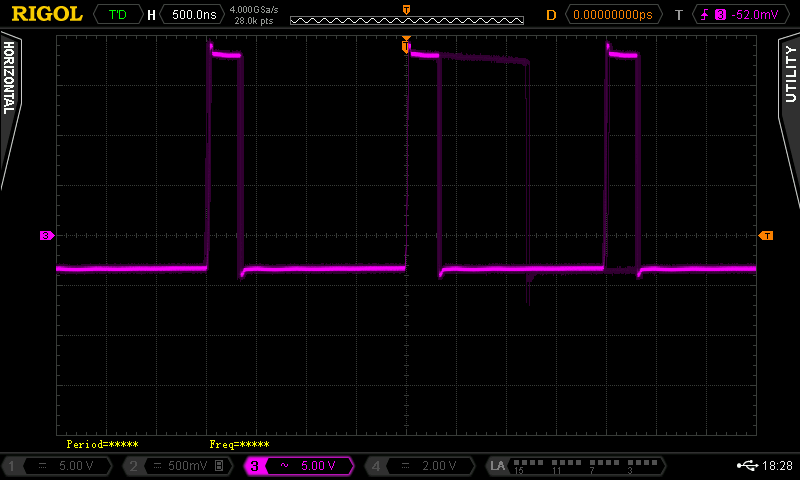 RIGOL T'D H 500.0ns 4.000GSa/s 28.0k pts D 0.00000000ps T 3 -52.0mV
T
HORIZONTAL
UTILITY
T
3
T
Period=***** Freq=*****
1 5.00 V 2 500mV B 3 ~ 5.00 V 4 2.00 V LA 15 11 7 3 18:28